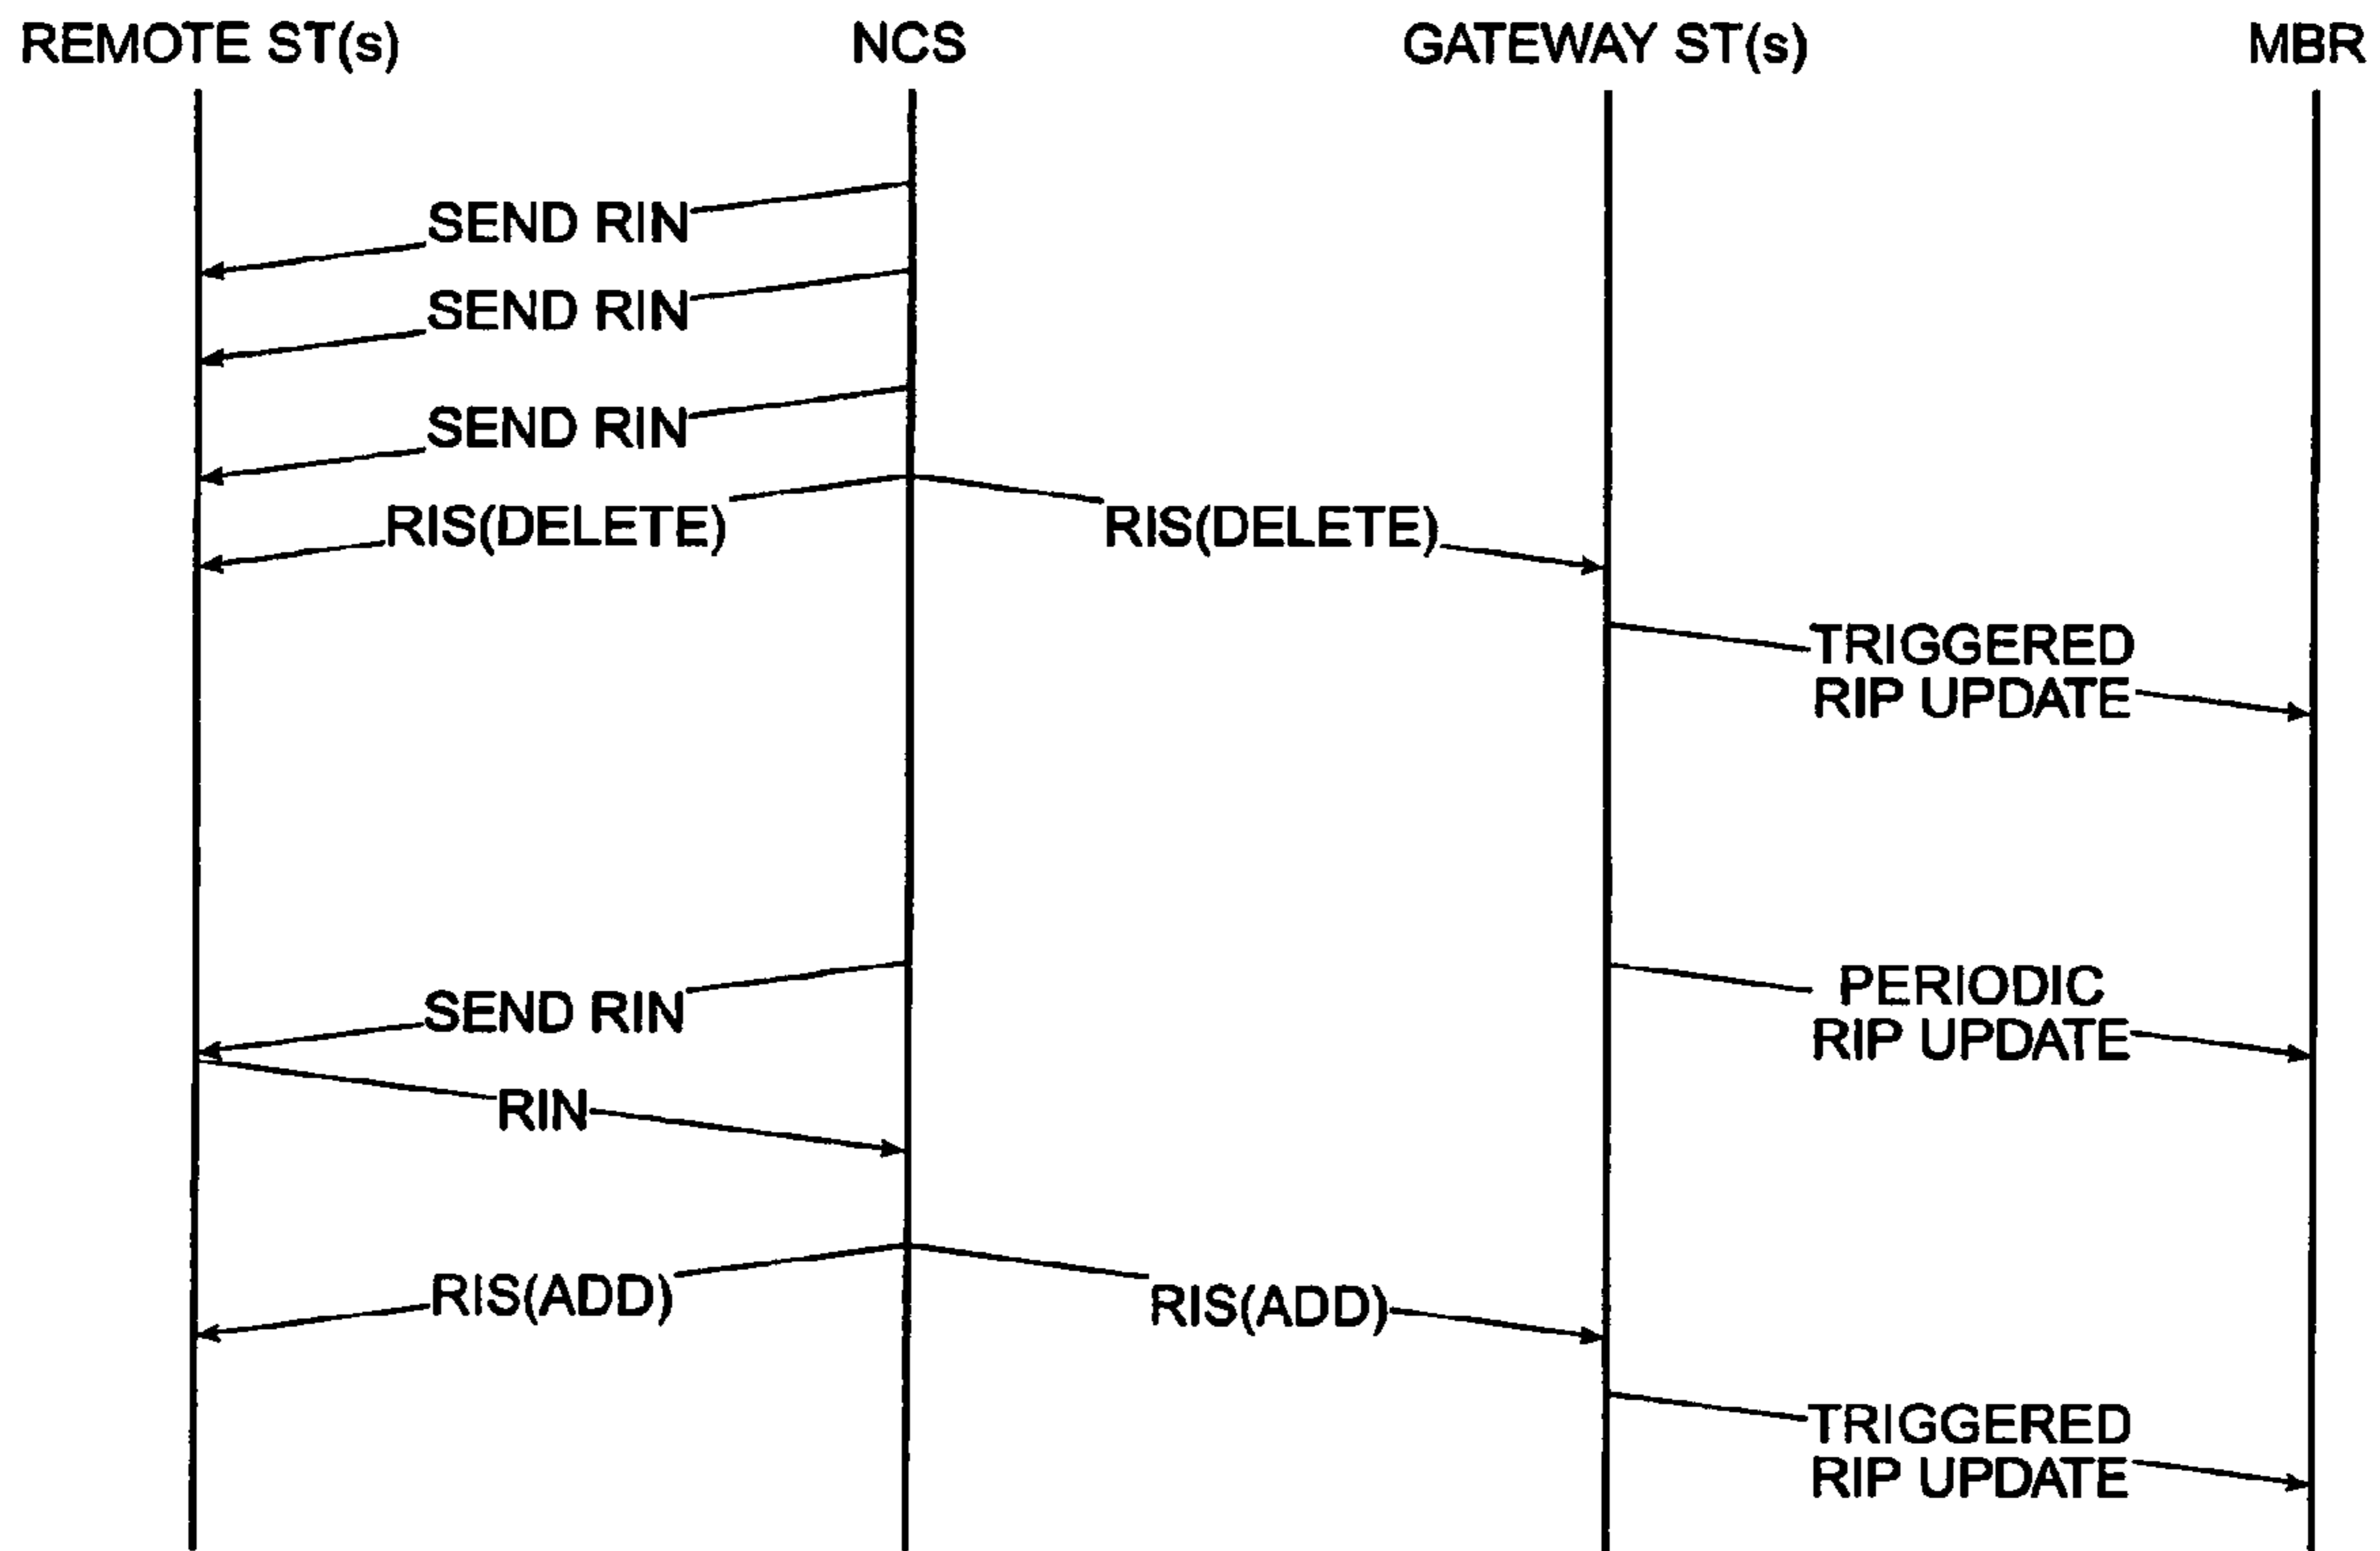 REMOTE ST(s)
NCS
GATEWAY ST(s)
MBR
SEND RIN
SEND RIN
SEND RIN
RIS(DELETE)
RIS(DELETE)
TRIGGERED
RIP UPDATE
SEND RIN
PERIODIC
RIP UPDATE
RIN
RIS(ADD)
RIS(ADD)
TRIGGERED
RIP UPDATE